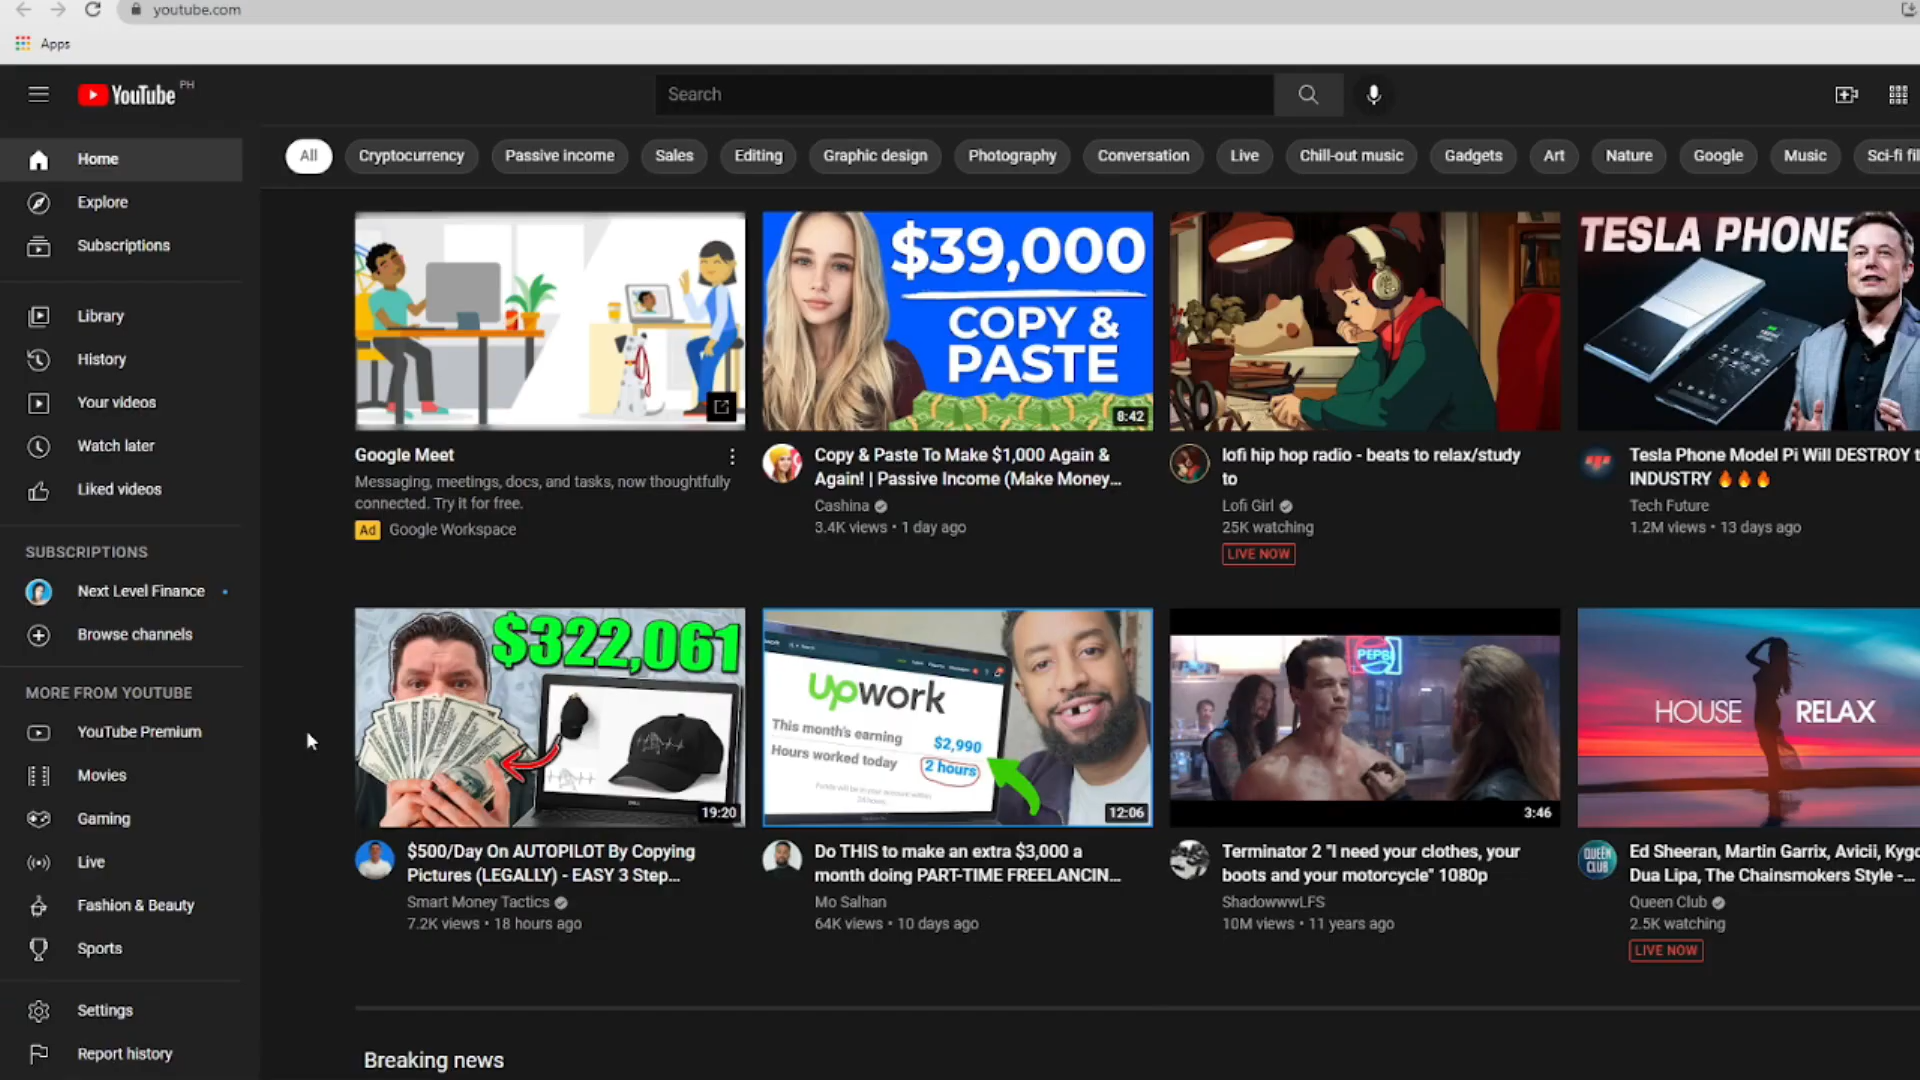 youtube.com
Apps
YouTube PH
Search
Home
Explore
Subscriptions
Library
History
Your videos
Watch later
Liked videos
SUBSCRIPTIONS
Next Level Finance
Browse channels
MORE FROM YOUTUBE
YouTube Premium
Movies
Gaming
Live
Fashion & Beauty
Sports
Settings
Report history
All Cryptocurrency Passive income Sales Editing Graphic design Photography Conversation Live Chill-out music Gadgets Art Nature Google Music Sci-fi
Google Meet
Messaging, meetings, docs, and tasks, now thoughtfully
connected. Try it for free.
Ad Google Workspace
$39,000
COPY &
PASTE
8:42
Copy & Paste To Make $1,000 Again &
Again! | Passive Income (Make Money...
Cashina
3.4K views • 1 day ago
lofi hip hop radio - beats to relax/study
to
Lofi Girl
25K watching
LIVE NOW
TESLA PHONE
Tesla Phone Model Pi Will DESTROY
INDUSTRY 🔥🔥🔥
Tech Future
1.2M views • 13 days ago
$322,061
DELL
19:20
$500/Day On AUTOPILOT By Copying
Pictures (LEGALLY) - EASY 3 Step...
Smart Money Tactics
7.2K views • 18 hours ago
upwork
This month's earning $2,990
Hours worked today 2 hours
12:06
Do THIS to make an extra $3,000 a
month doing PART-TIME FREELANCIN...
Mo Salhan
64K views • 10 days ago
PEPSI
3:46
Terminator 2 "I need your clothes, your
boots and your motorcycle" 1080p
ShadowwwLFS
10M views • 11 years ago
HOUSE RELAX
QUEEN
CLUB
Ed Sheeran, Martin Garrix, Avicii, Kygo
Dua Lipa, The Chainsmokers Style -...
Queen Club
2.5K watching
LIVE NOW
Breaking news